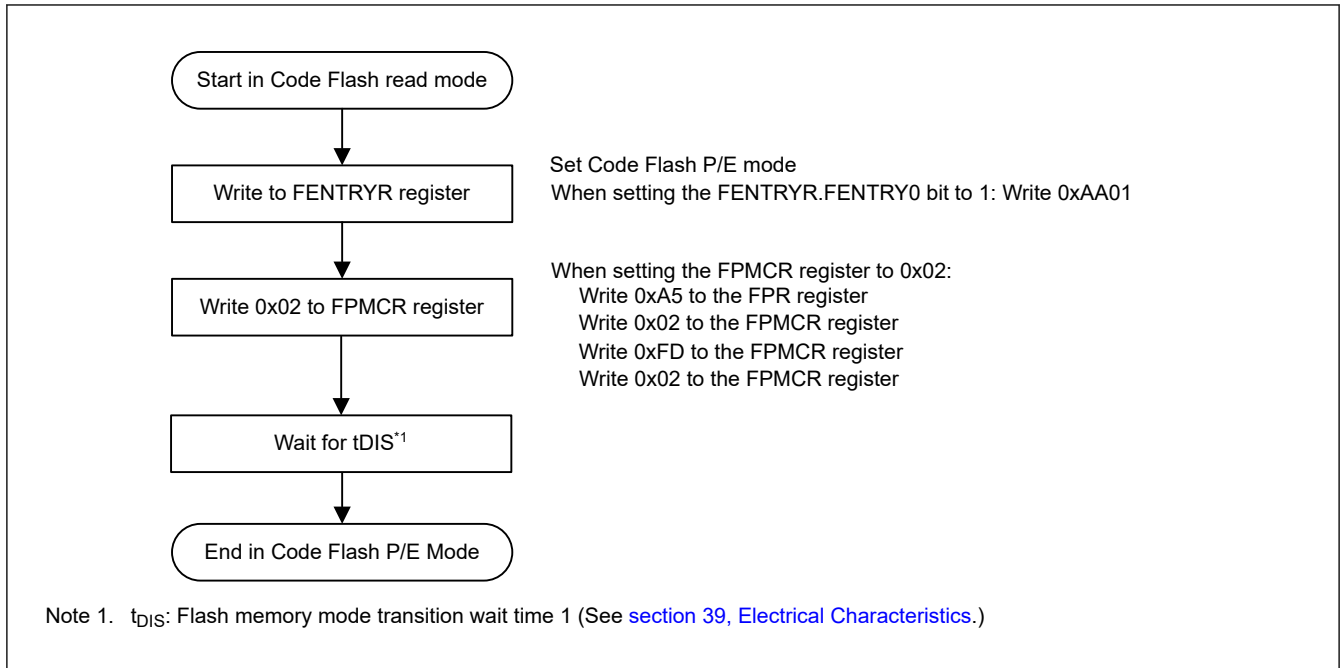 Start in Code Flash read mode
Write to FENTRYR register
Set Code Flash P/E mode
When setting the FENTRYR.FENTRY0 bit to 1: Write 0xAA01
Write 0x02 to FPMCR register
When setting the FPMCR register to 0x02:
Write 0xA5 to the FPR register
Write 0x02 to the FPMCR register
Write 0xFD to the FPMCR register
Write 0x02 to the FPMCR register
Wait for tDIS*1
End in Code Flash P/E Mode
Note 1. tDIS: Flash memory mode transition wait time 1 (See section 39, Electrical Characteristics.)